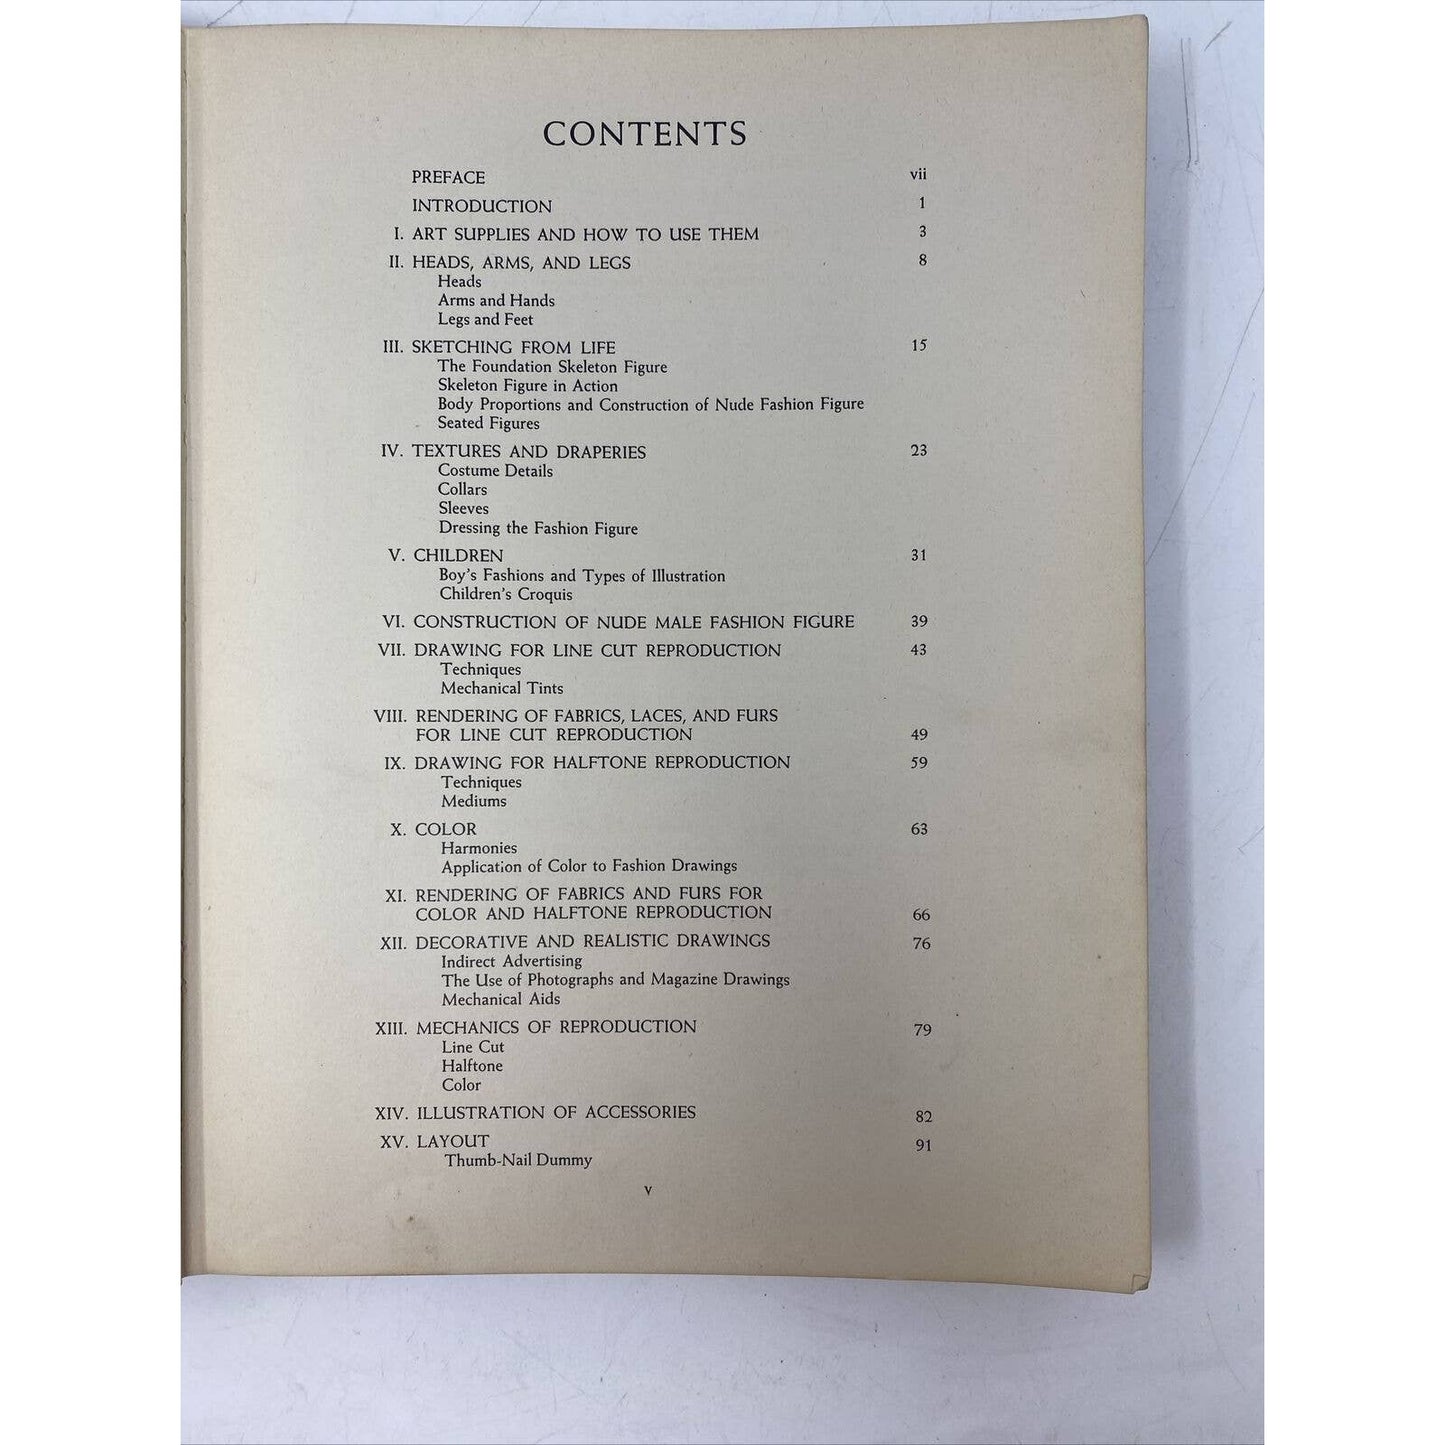 CONTENTS
PREFACE vii
INTRODUCTION 1
I. ART SUPPLIES AND HOW TO USE THEM 3
II. HEADS, ARMS, AND LEGS 8
Heads
Arms and Hands
Legs and Feet
III. SKETCHING FROM LIFE 15
The Foundation Skeleton Figure
Skeleton Figure in Action
Body Proportions and Construction of Nude Fashion Figure
Seated Figures
IV. TEXTURES AND DRAPERIES 23
Costume Details
Collars
Sleeves
Dressing the Fashion Figure
V. CHILDREN 31
Boy's Fashions and Types of Illustration
Children's Croquis
VI. CONSTRUCTION OF NUDE MALE FASHION FIGURE 39
VII. DRAWING FOR LINE CUT REPRODUCTION 43
Techniques
Mechanical Tints
VIII. RENDERING OF FABRICS, LACES, AND FURS
FOR LINE CUT REPRODUCTION 49
IX. DRAWING FOR HALFTONE REPRODUCTION 59
Techniques
Mediums
X. COLOR 63
Harmonies
Application of Color to Fashion Drawings
XI. RENDERING OF FABRICS AND FURS FOR
COLOR AND HALFTONE REPRODUCTION 66
XII. DECORATIVE AND REALISTIC DRAWINGS 76
Indirect Advertising
The Use of Photographs and Magazine Drawings
Mechanical Aids
XIII. MECHANICS OF REPRODUCTION 79
Line Cut
Halftone
Color
XIV. ILLUSTRATION OF ACCESSORIES 82
XV. LAYOUT 91
Thumb-Nail Dummy
v